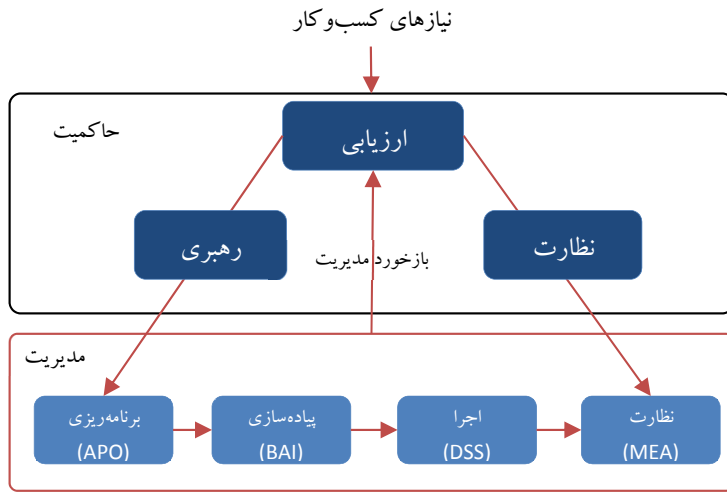 نیازهای کسب‌وکار
حاکمیت
ارزیابی
رهبری
بازخورد مدیریت
نظارت
مدیریت
برنامه‌ریزی
(APO)
پیاده‌سازی
(BAI)
اجرا
(DSS)
نظارت
(MEA)